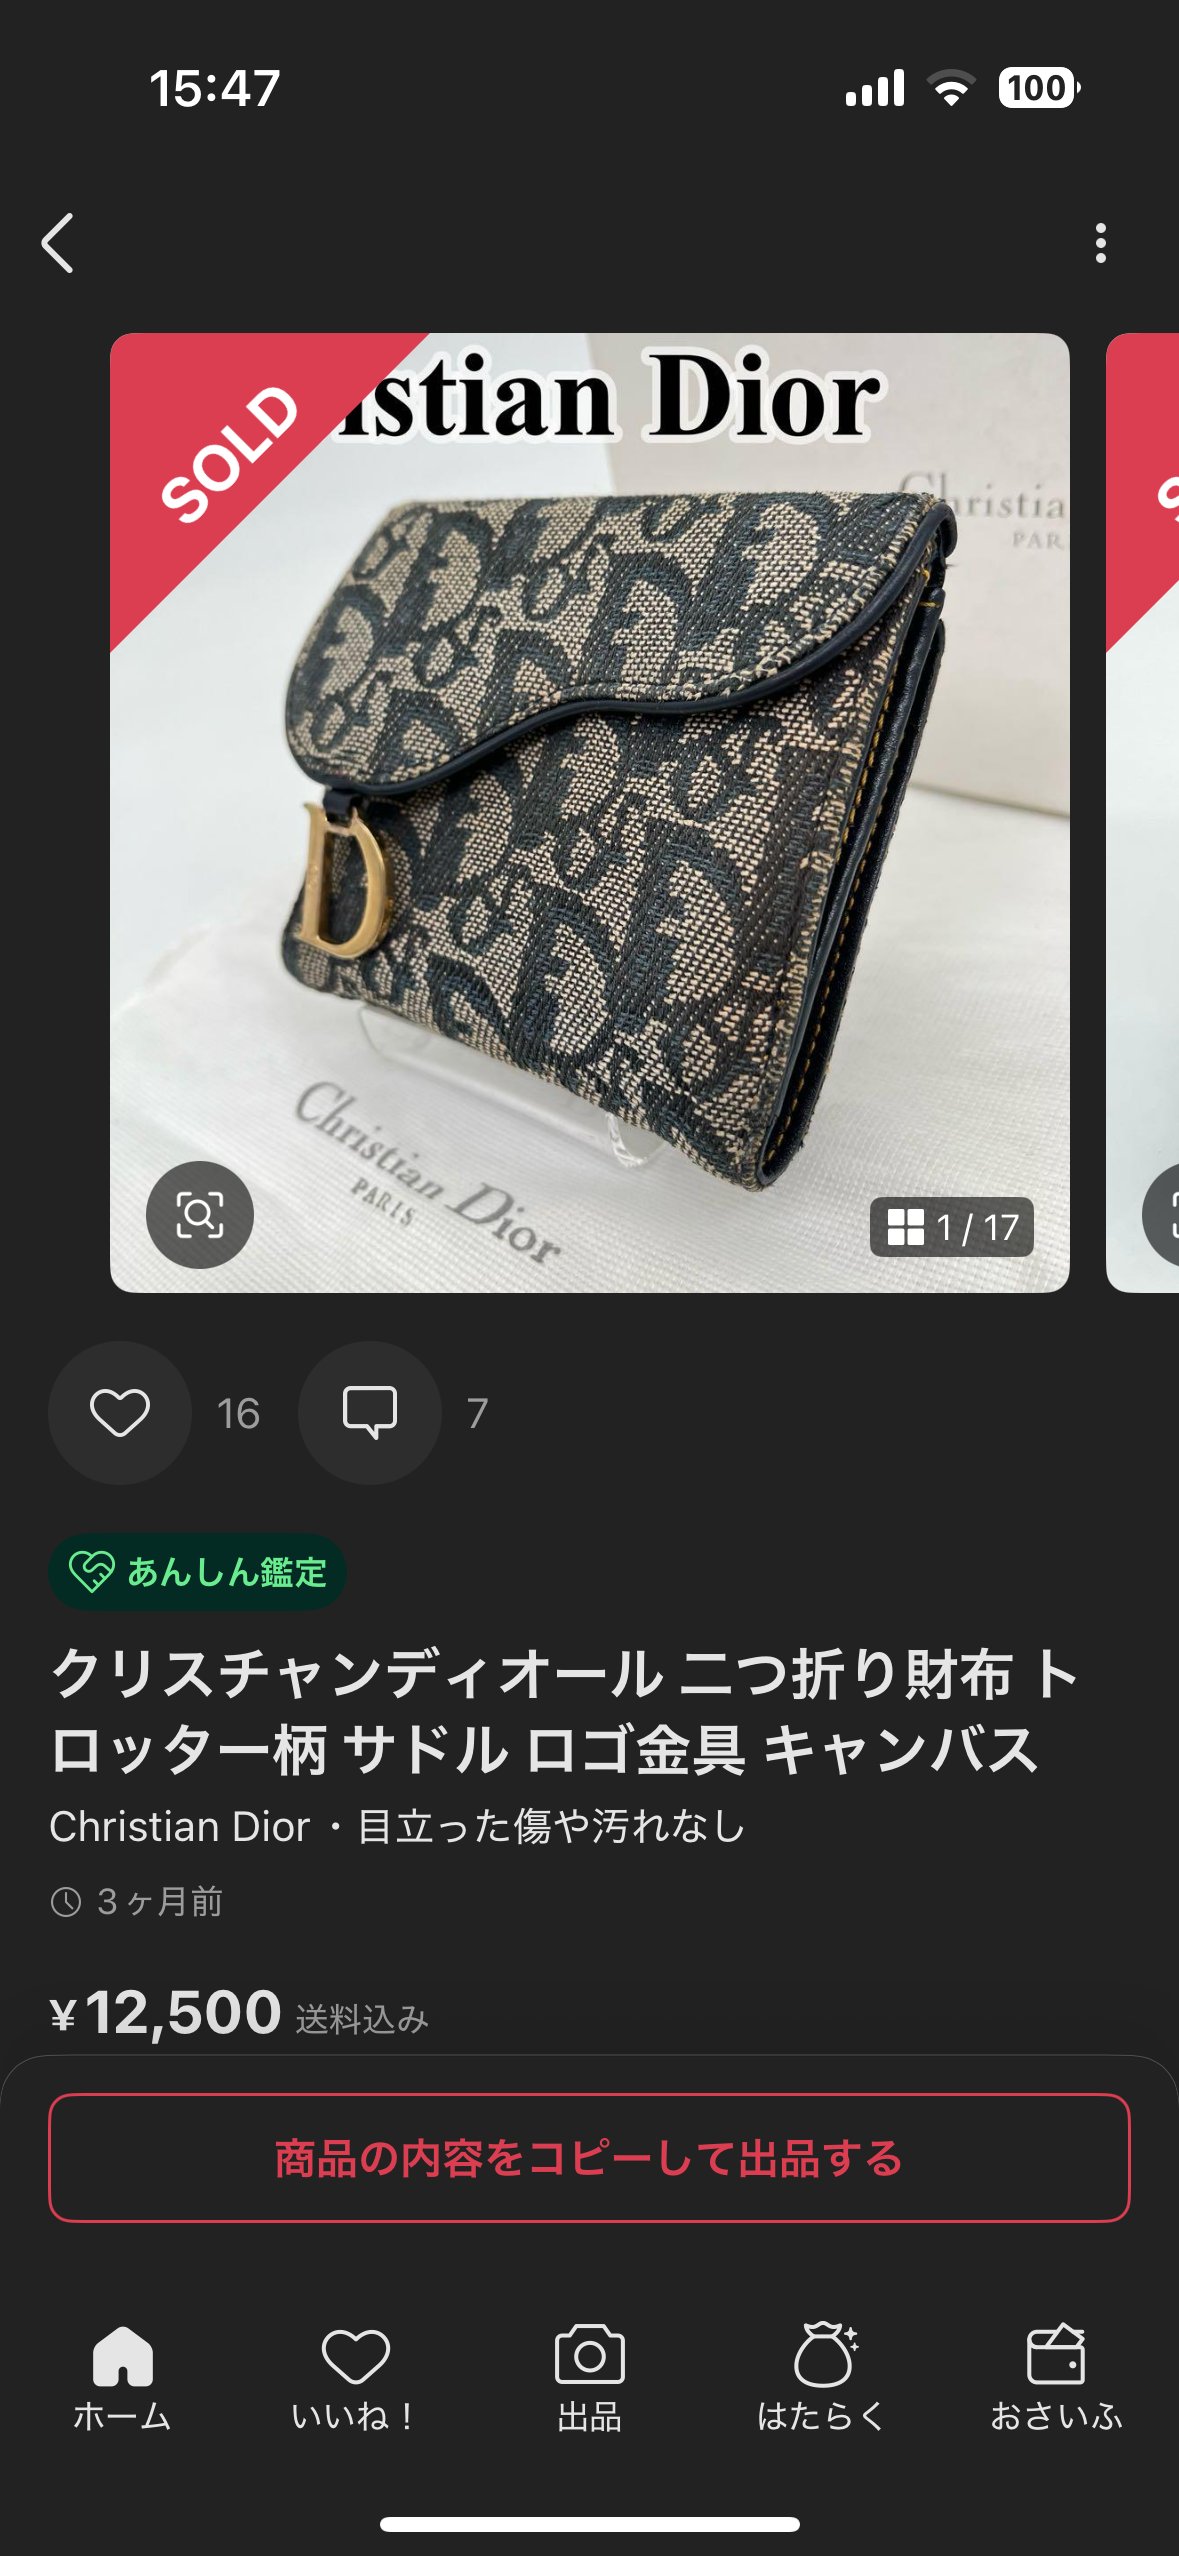 15:47
100
SOLD
istian Dior
Christia
PAR
Christian Dior
PARIS
1 / 17
16
7
あんしん鑑定
クリスチャンディオール 二つ折り財布 ト
ロッター柄 サドル ロゴ金具 キャンバス
Christian Dior・目立った傷や汚れなし
3ヶ月前
¥12,500 送料込み
商品の内容をコピーして出品する
ホーム
いいね！
出品
はたらく
おさいふ